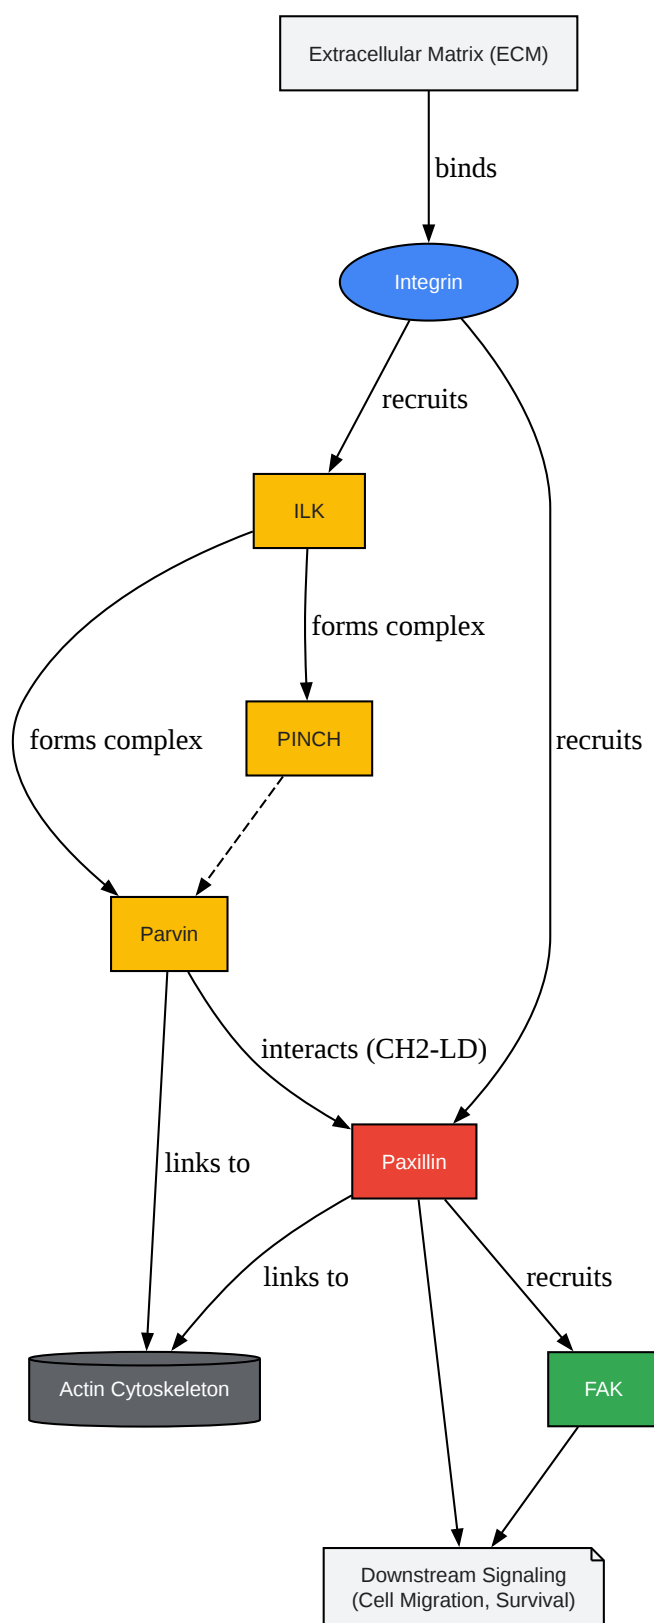 Extracellular Matrix (ECM)
binds
Integrin
recruits
ILK
forms complex
PINCH
forms complex
recruits
Parvin
interacts (CH2-LD)
Paxillin
links to
links to
recruits
Actin Cytoskeleton
FAK
Downstream Signaling
(Cell Migration, Survival)